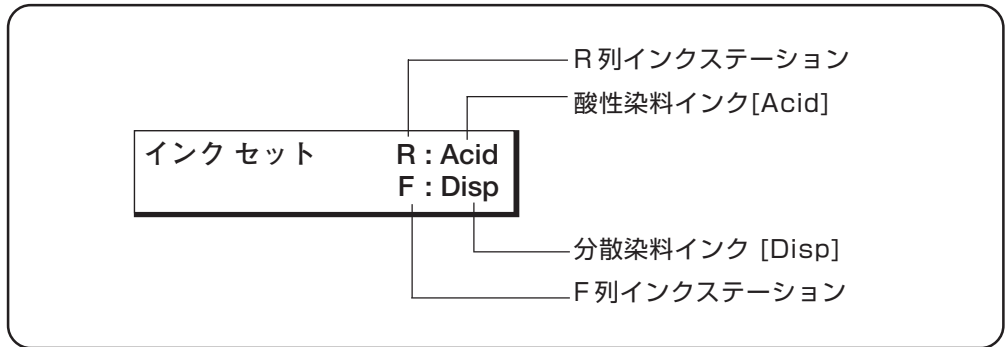 R列インクステーション
酸性染料インク[Acid]
インク セット R : Acid
F : Disp
分散染料インク [Disp]
F列インクステーション